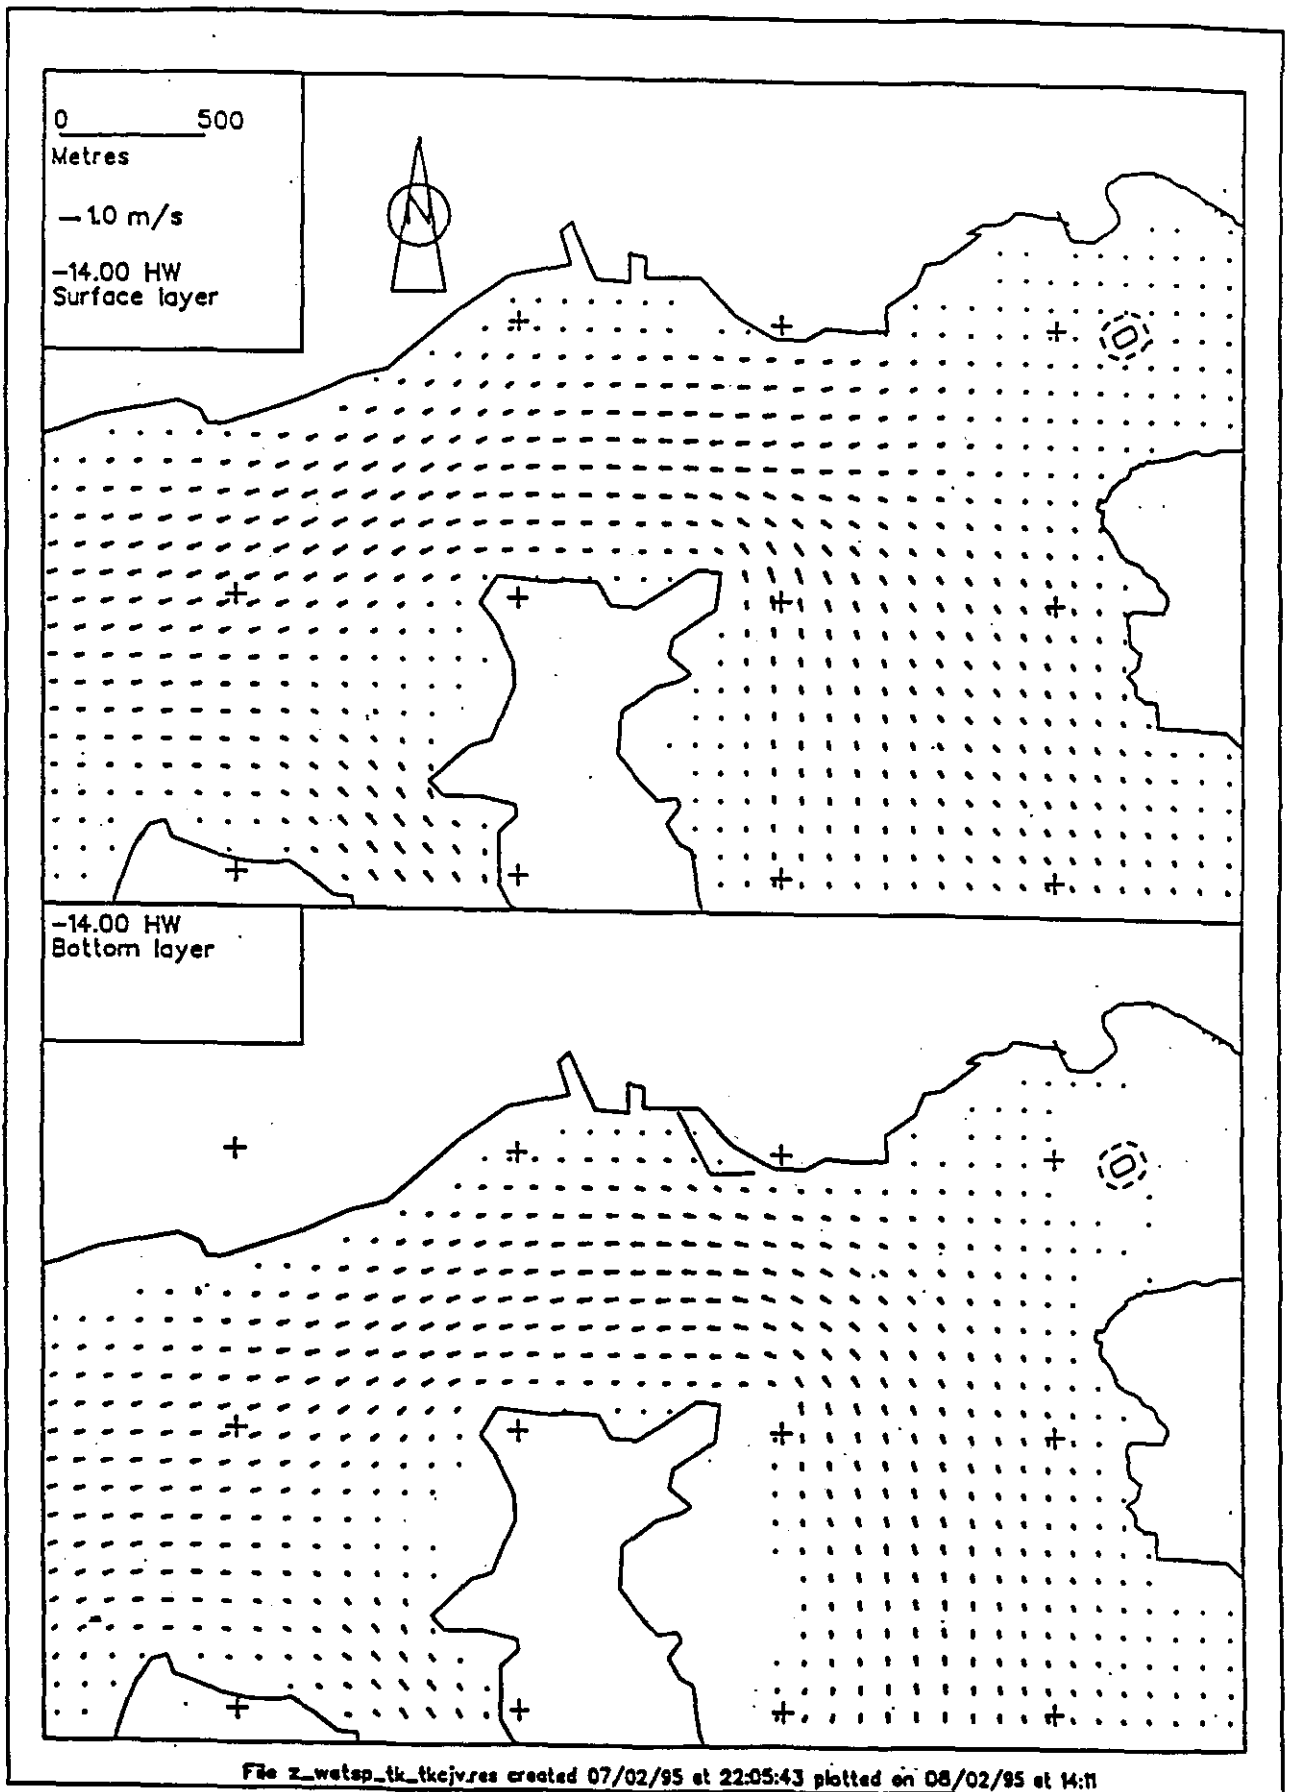 0 500
Metres
1.0 m/s
-14.00 HW
Surface layer
N
-14.00 HW
Bottom layer
File z_wetsp_tk_tkcjv.res created 07/02/95 at 22:05:43 plotted on 08/02/95 at 14:11